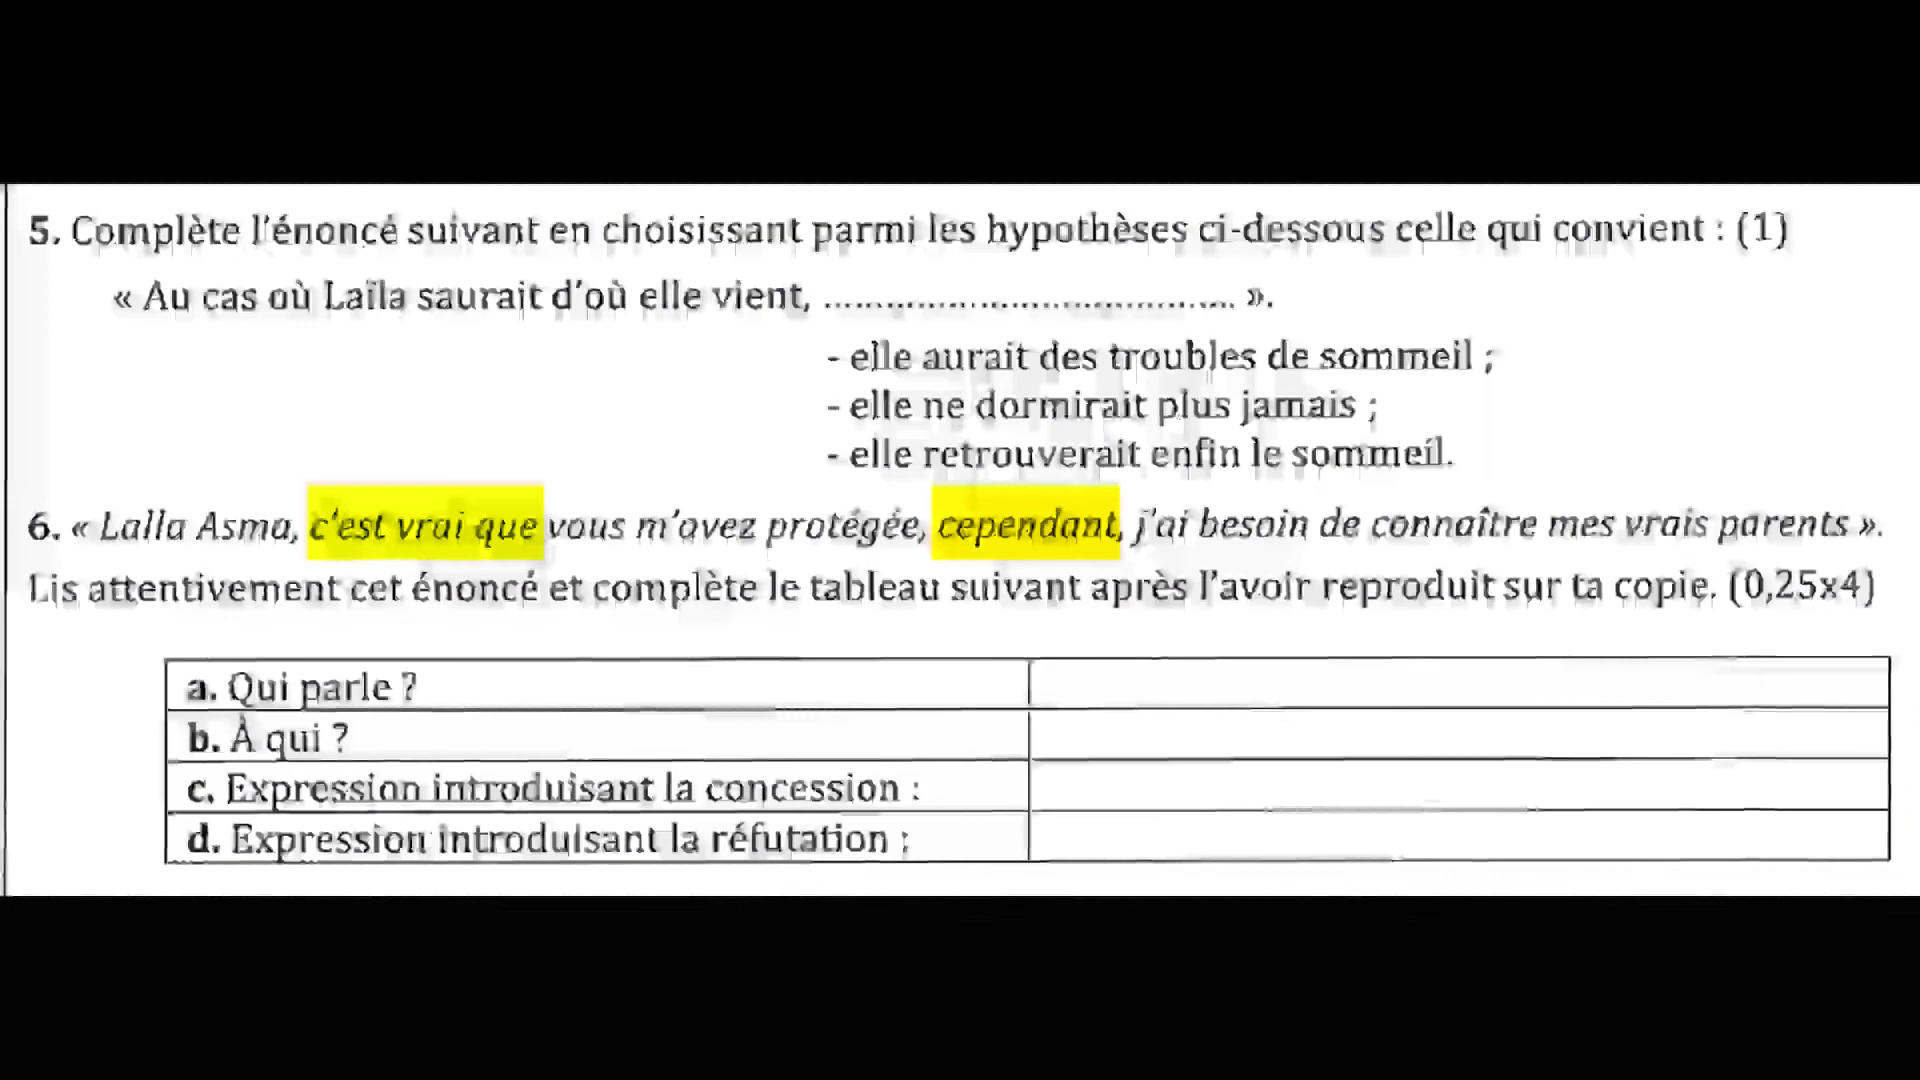 5. Complète l'énoncé suivant en choisissant parmi les hypothèses ci-dessous celle qui convient : (1)
« Au cas où Laïla saurait d'où elle vient, ........................................ ».
- elle aurait des troubles de sommeil ;
- elle ne dormirait plus jamais ;
- elle retrouverait enfin le sommeil.
6. « Lalla Asma, c'est vrai que vous m'avez protégée, cependant, j'ai besoin de connaître mes vrais parents ».
Lis attentivement cet énoncé et complète le tableau suivant après l'avoir reproduit sur ta copie. (0,25x4)
a. Qui parle ?
b. À qui ?
c. Expression introduisant la concession :
d. Expression introduisant la réfutation :